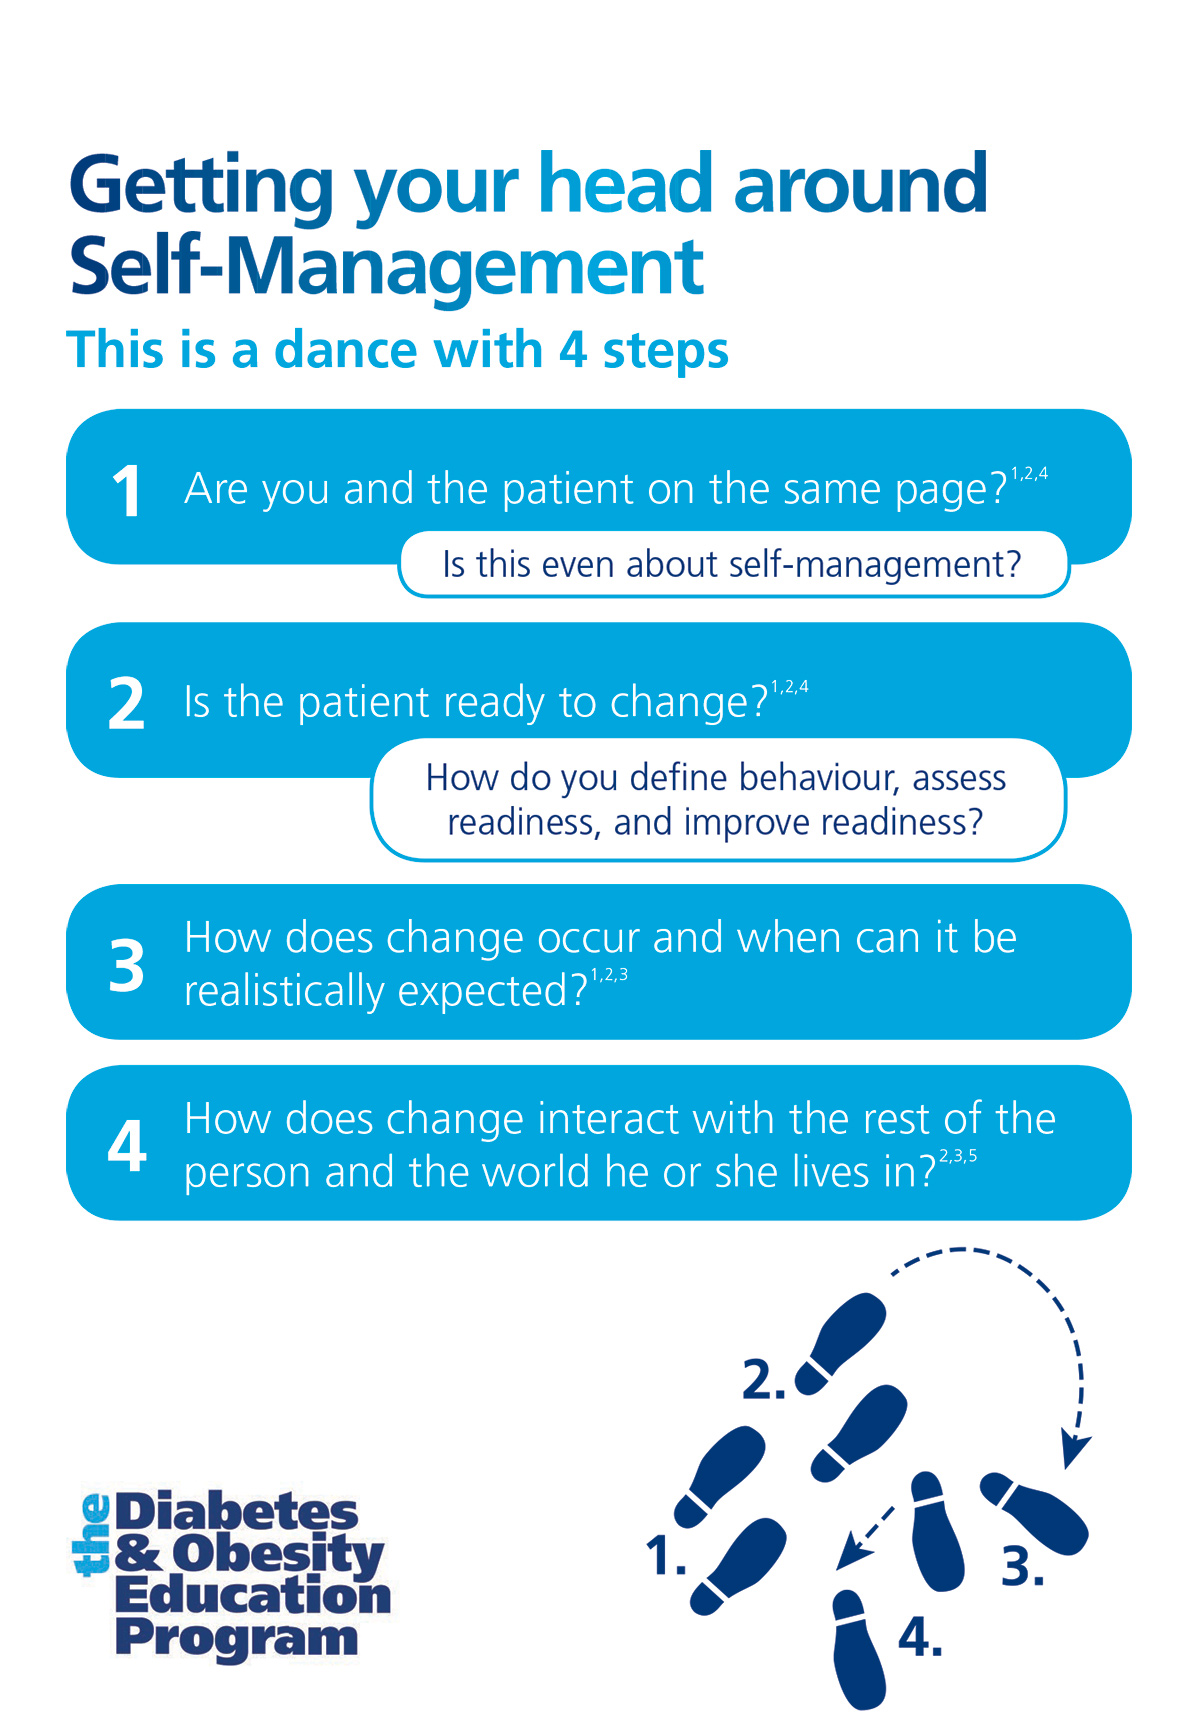 Getting your head around
Self-Management
This is a dance with 4 steps
1 Are you and the patient on the same page?1,2,4
Is this even about self-management?
2 Is the patient ready to change?1,2,4
How do you define behaviour, assess
readiness, and improve readiness?
3 How does change occur and when can it be
realistically expected?1,2,3
4 How does change interact with the rest of the
person and the world he or she lives in?2,3,5
2.
1.
3.
4.
the Diabetes
& Obesity
Education
Program